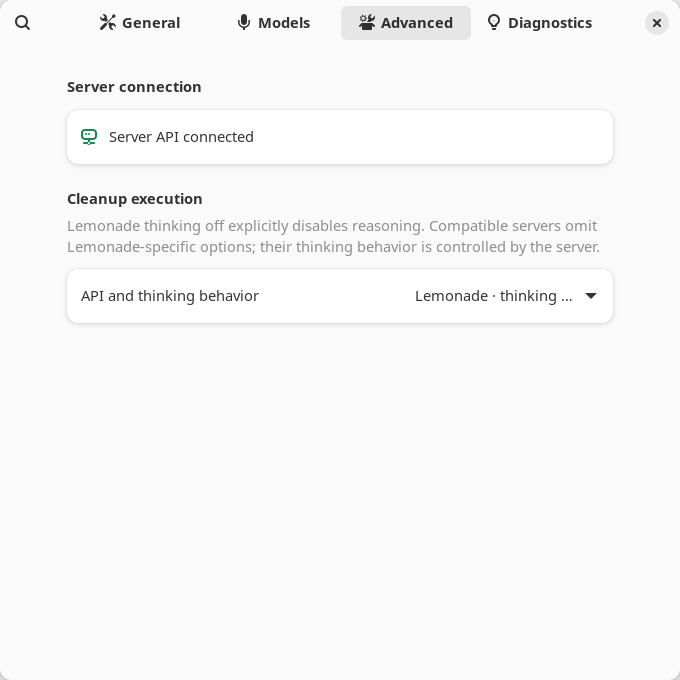 General
Models
Advanced
Diagnostics
Server connection
Server API connected
Cleanup execution
Lemonade thinking off explicitly disables reasoning. Compatible servers omit
Lemonade-specific options; their thinking behavior is controlled by the server.
API and thinking behavior
Lemonade · thinking ...